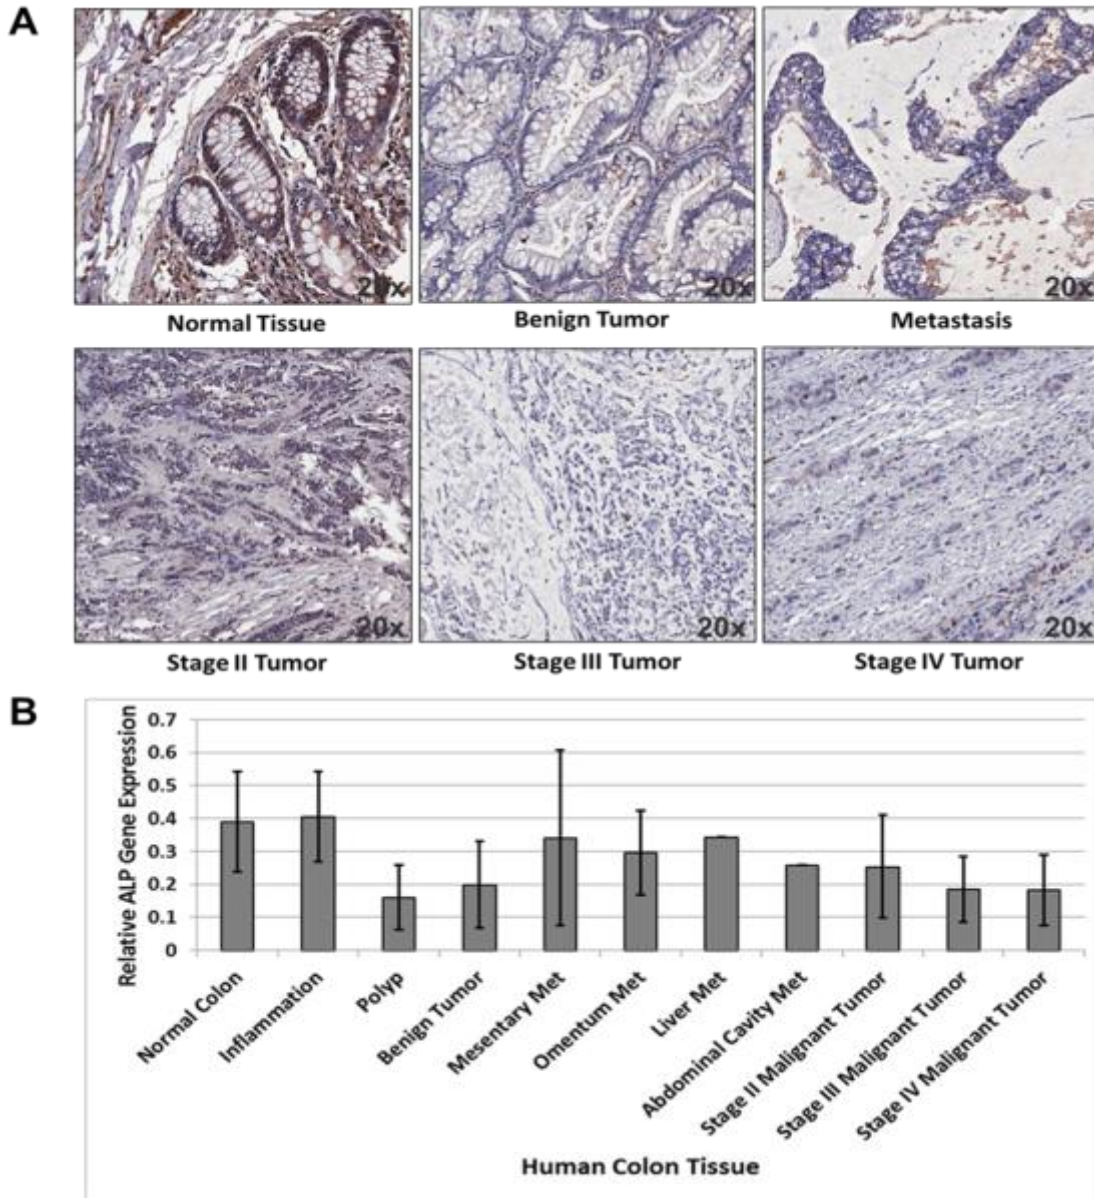 A
20x
20x
20x
Normal Tissue
Benign Tumor
Metastasis
20x
20x
20x
Stage II Tumor
Stage III Tumor
Stage IV Tumor
B
Relative ALP Gene Expression
0.7
0.6
0.5
0.4
0.3
0.2
0.1
0
Normal Colon
Inflammation
Polyp
Benign Tumor
Mesentary Met
Omentum Met
Liver Met
Abdominal Cavity Met
Stage II Malignant Tumor
Stage III Malignant Tumor
Stage IV Malignant Tumor
Human Colon Tissue